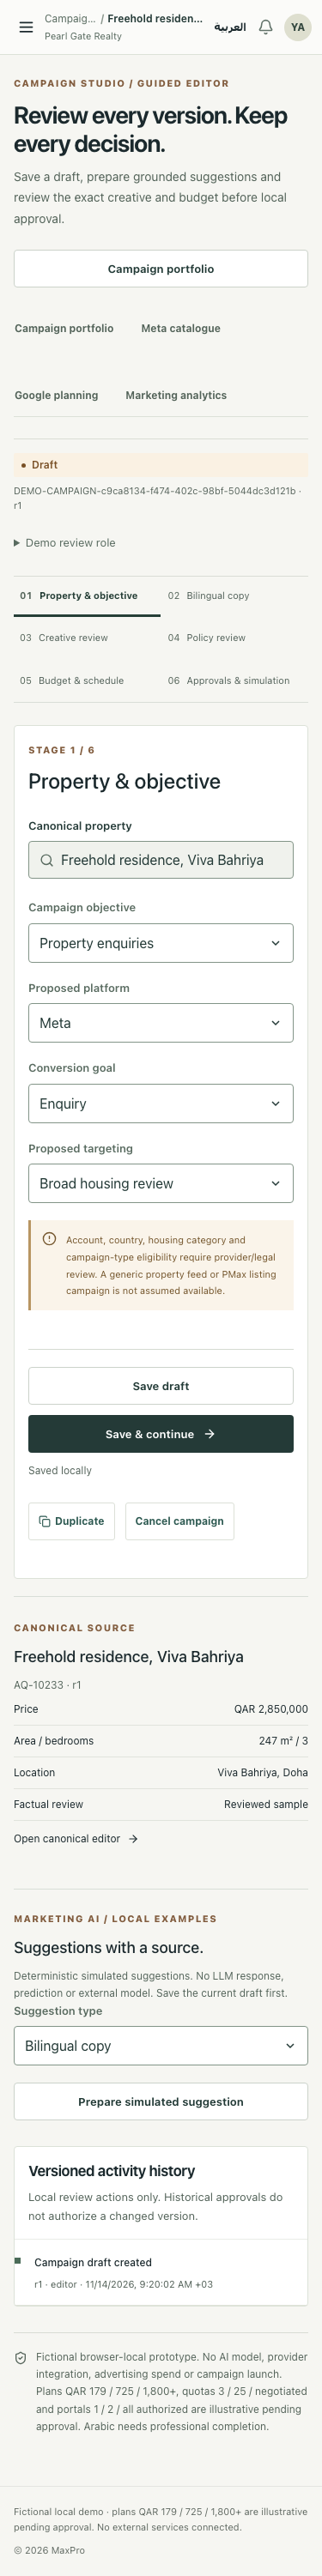 Campaig... / Freehold residen...
Pearl Gate Realty
العربية
YA
CAMPAIGN STUDIO / GUIDED EDITOR
Review every version. Keep
every decision.
Save a draft, prepare grounded suggestions and
review the exact creative and budget before local
approval.
Campaign portfolio
Campaign portfolio Meta catalogue
Google planning Marketing analytics
Draft
DEMO-CAMPAIGN-c9ca8134-f474-402c-98bf-5044dc3d121b ·
r1
Demo review role
01 Property & objective 02 Bilingual copy
03 Creative review 04 Policy review
05 Budget & schedule 06 Approvals & simulation
STAGE 1 / 6
Property & objective
Canonical property
Freehold residence, Viva Bahriya
Campaign objective
Property enquiries
Proposed platform
Meta
Conversion goal
Enquiry
Proposed targeting
Broad housing review
Account, country, housing category and
campaign-type eligibility require provider/legal
review. A generic property feed or PMax listing
campaign is not assumed available.
Save draft
Save & continue
Saved locally
Duplicate Cancel campaign
CANONICAL SOURCE
Freehold residence, Viva Bahriya
AQ-10233 · r1
Price QAR 2,850,000
Area / bedrooms 247 m² / 3
Location Viva Bahriya, Doha
Factual review Reviewed sample
Open canonical editor
MARKETING AI / LOCAL EXAMPLES
Suggestions with a source.
Deterministic simulated suggestions. No LLM response,
prediction or external model. Save the current draft first.
Suggestion type
Bilingual copy
Prepare simulated suggestion
Versioned activity history
Local review actions only. Historical approvals do
not authorize a changed version.
Campaign draft created
r1 · editor · 11/14/2026, 9:20:02 AM +03
Fictional browser-local prototype. No AI model, provider
integration, advertising spend or campaign launch.
Plans QAR 179 / 725 / 1,800+, quotas 3 / 25 / negotiated
and portals 1 / 2 / all authorized are illustrative pending
approval. Arabic needs professional completion.
Fictional local demo · plans QAR 179 / 725 / 1,800+ are illustrative
pending approval. No external services connected.
© 2026 MaxPro